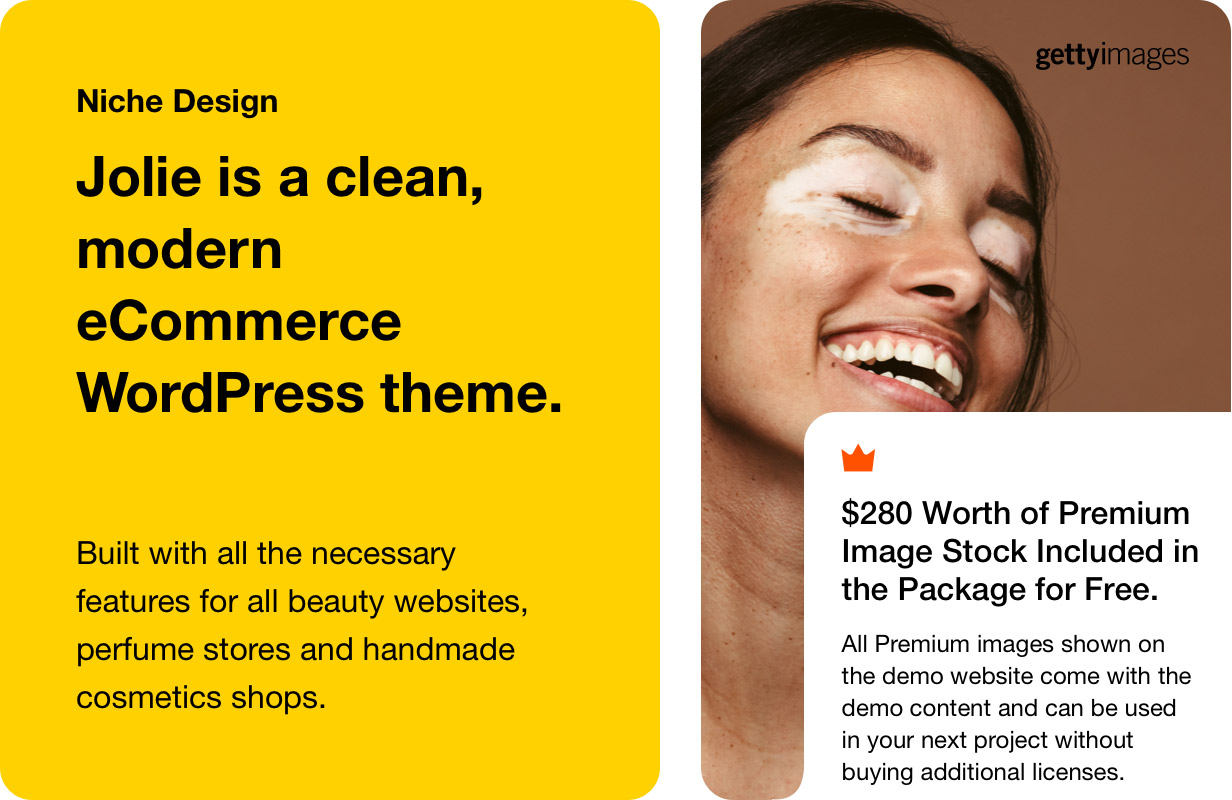 Niche Design
Jolie is a clean,
modern
eCommerce
WordPress theme.
Built with all the necessary
features for all beauty websites,
perfume stores and handmade
cosmetics shops.
gettyimages
$280 Worth of Premium
Image Stock Included in
the Package for Free.
All Premium images shown on
the demo website come with the
demo content and can be used
in your next project without
buying additional licenses.